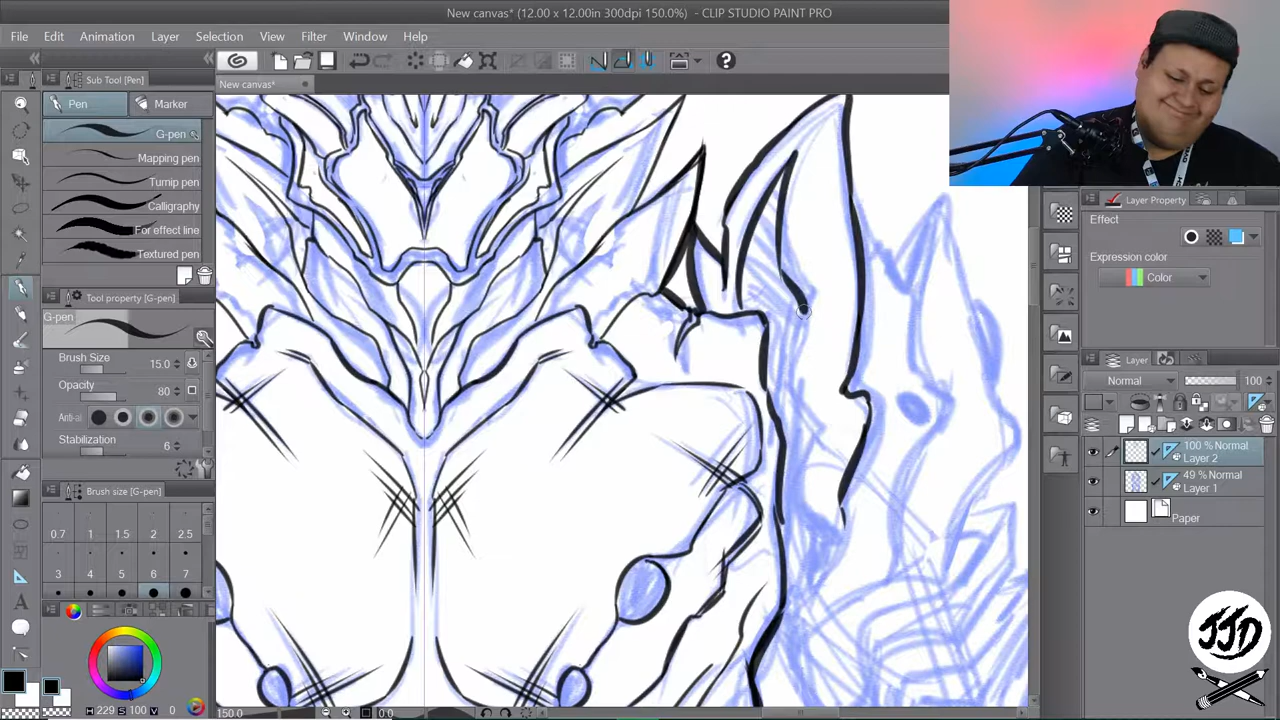 New canvas* (12.00 x 12.00in 300dpi 150.0%) - CLIP STUDIO PAINT PRO
File Edit Animation Layer Selection View Filter Window Help
Sub Tool [Pen]
New canvas*
Pen Marker
G-pen
Mapping pen
Turnip pen
Calligraphy
For effect line
Textured pen
Tool property [G-pen]
G-pen
Brush Size 15.0
Opacity 80
Anti-al
Stabilization 6
Brush size [G-pen]
0.7 1 1.5 2 2.5
3 4 5 6 7
H 229 S 100 V 0
150.0
0.0
Layer Property
Effect
Expression color
Color
Layer
Normal 100
100 % Normal
Layer 2
49 % Normal
Layer 1
Paper
JJD